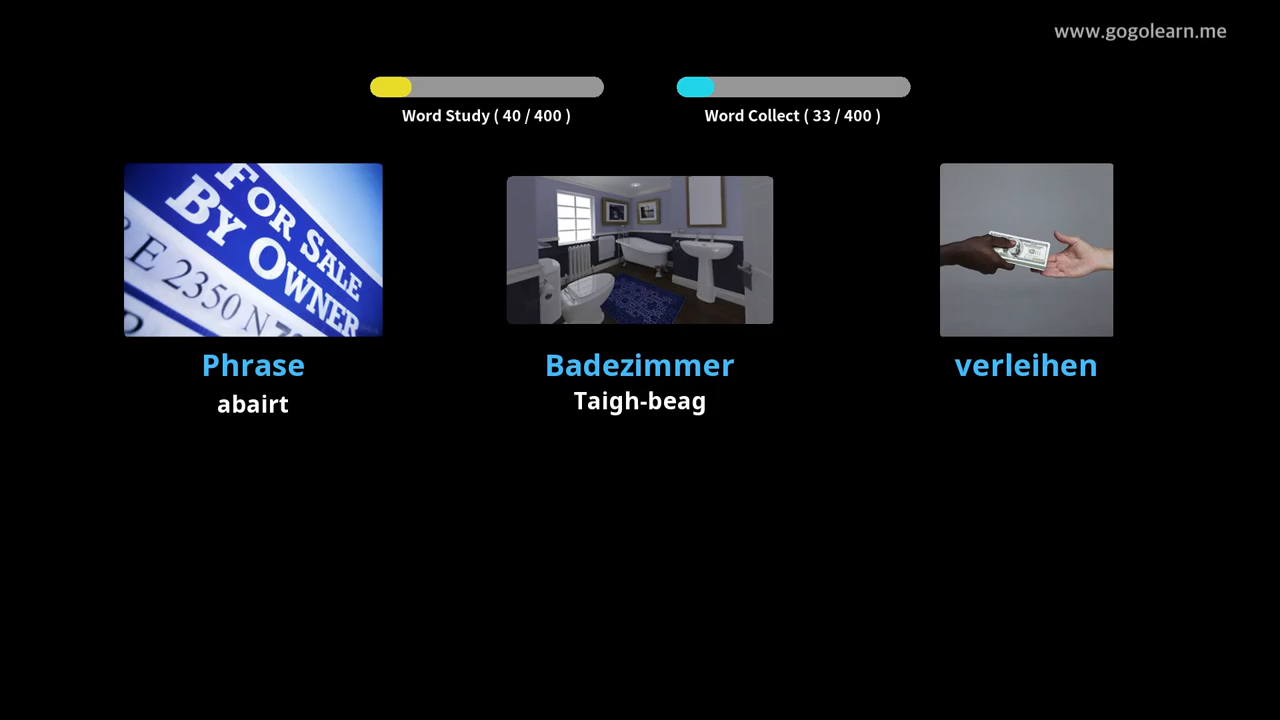 www.gogolearn.me
Word Study ( 40 / 400 )
Word Collect ( 33 / 400 )
FOR SALE
BY OWNER
E 2350 N
Phrase
Badezimmer
verleihen
abairt
Taigh-beag